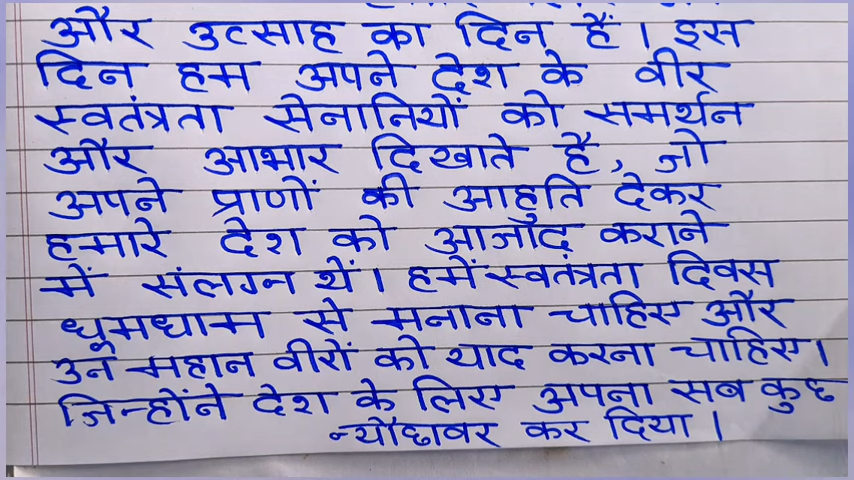 और उत्साह का दिन हैं। इस
दिन हम अपने देश के वीर
स्वतंत्रता सेनानियों को समर्थन
और आभार दिखाते है, जो
अपने प्राणों की आहुति देकर
हमारे देश को आजाद कराने
में संलग्न थें। हमें स्वतंत्रता दिवस
धूमधाम से मनाना चाहिए और
उन महान वीरों को याद करना चाहिए।
जिन्होंने देश के लिए अपना सब कुछ
न्यौछावर कर दिया।